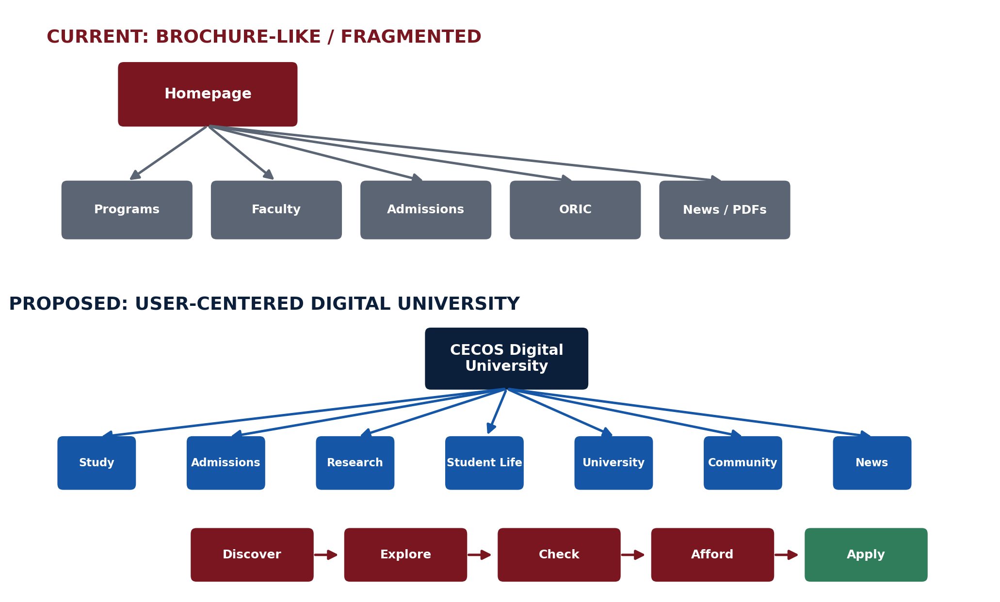 CURRENT: BROCHURE-LIKE / FRAGMENTED
Homepage
Programs
Faculty
Admissions
ORIC
News / PDFs
PROPOSED: USER-CENTERED DIGITAL UNIVERSITY
CECOS Digital
University
Study
Admissions
Research
Student Life
University
Community
News
Discover
Explore
Check
Afford
Apply